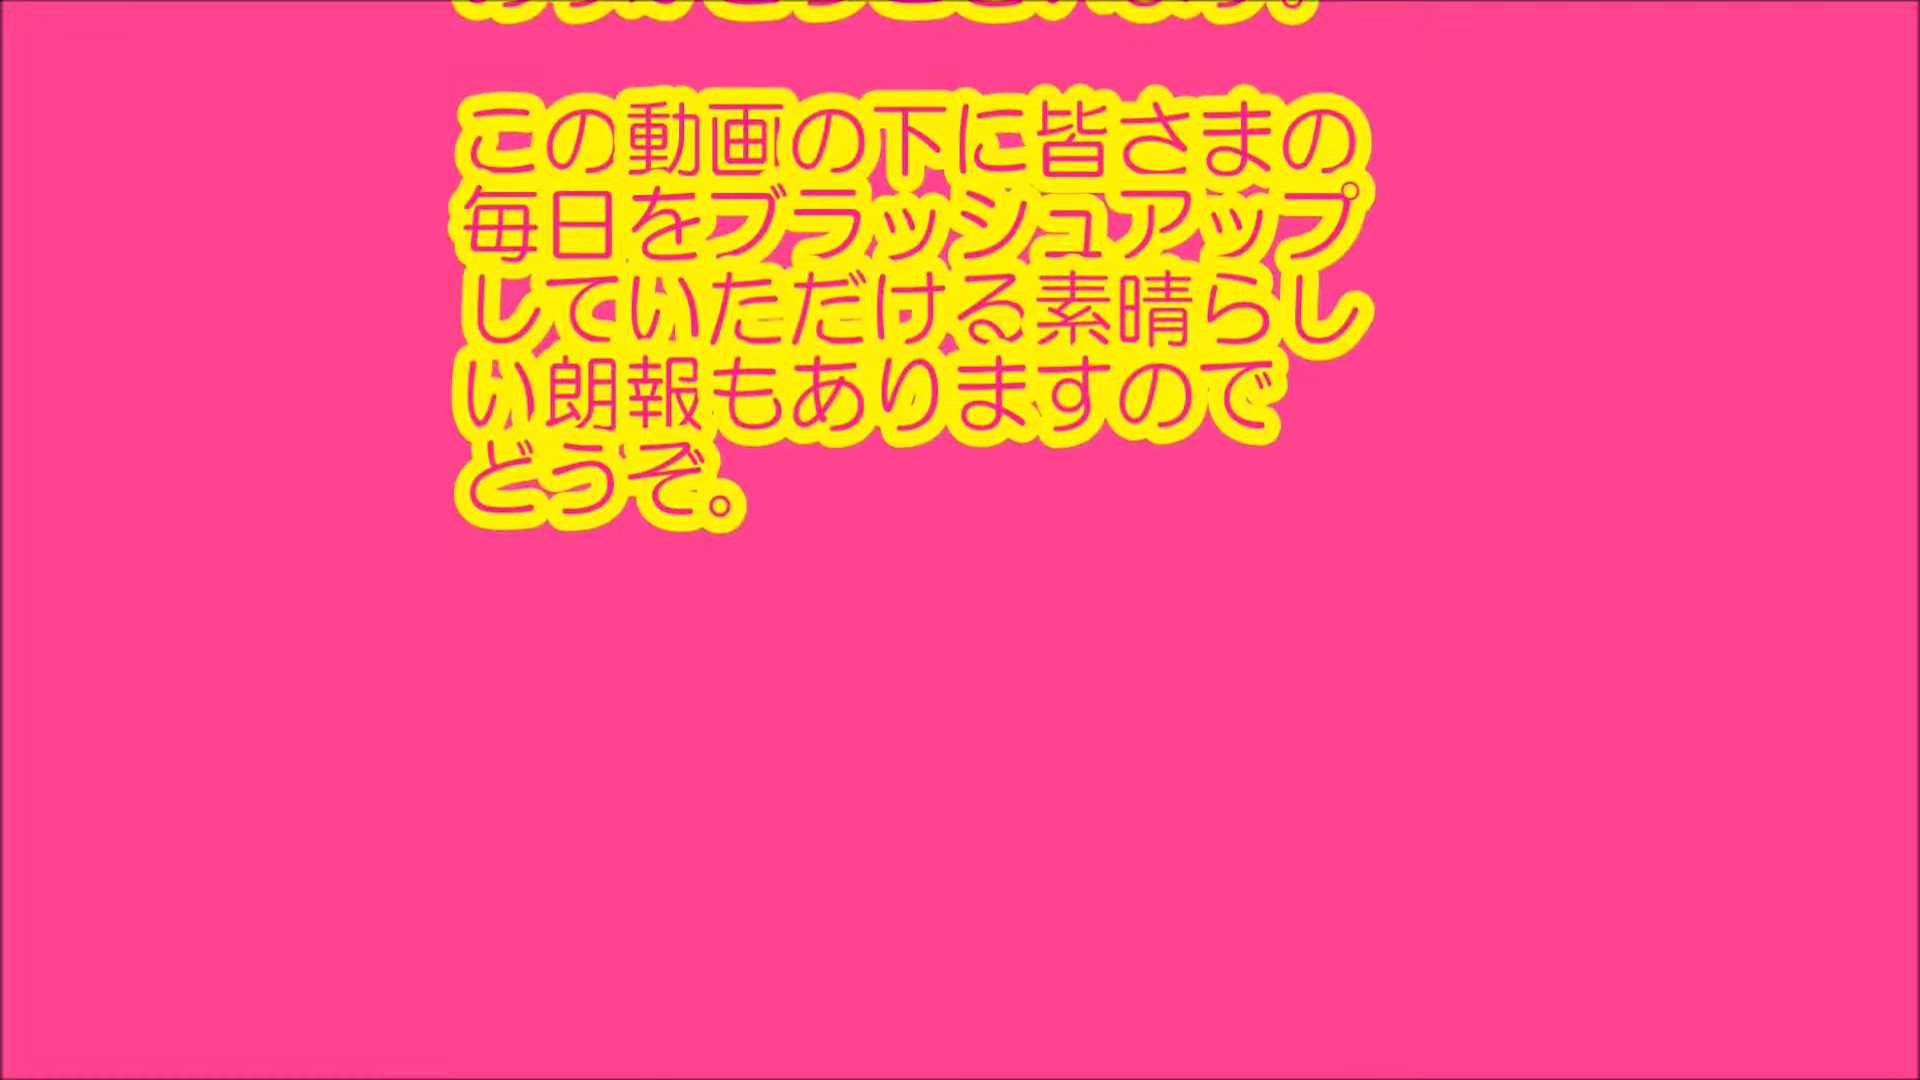 この動画の下に皆さまの
毎日をブラッシュアップ
していただける素晴らし
い朗報もありますので
どうぞ。